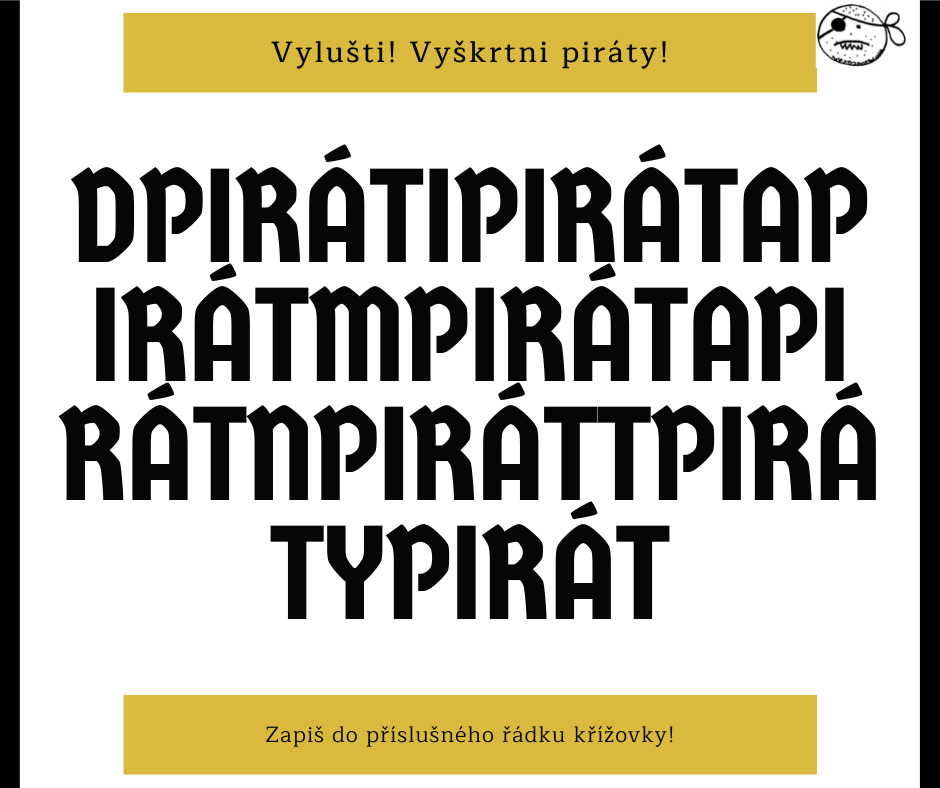 Vylušti! Vyškrtni piráty!
DPIRÁTIPIRÁTAP
IRÁTMPIRÁTAPI
RÁTNPIRÁTTPIRÁ
TYPIRÁT
Zapiš do příslušného řádku křížovky!